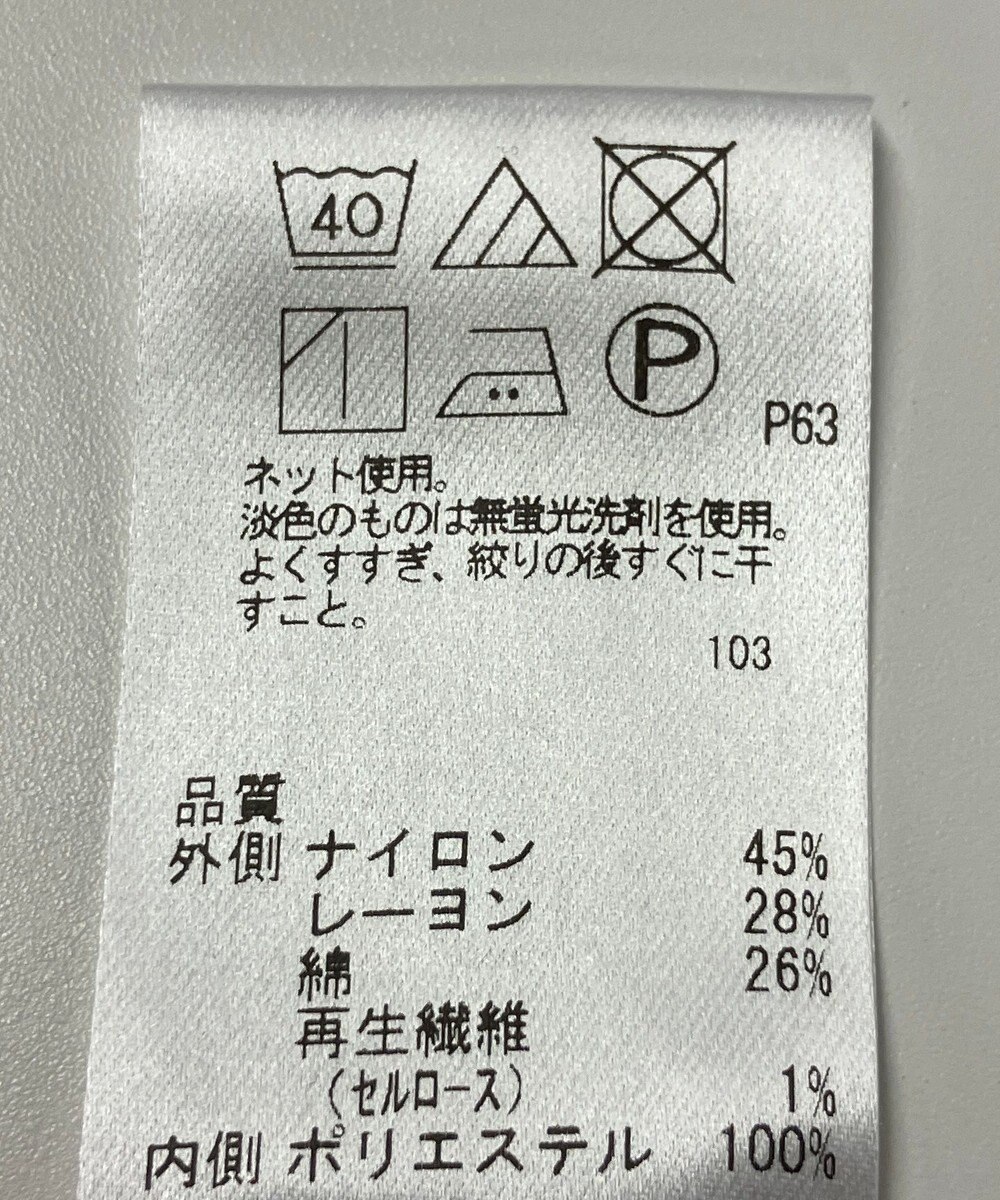 40
P
P63
ネット使用。
淡色のものは無蛍光洗剤を使用。
よくすすぎ、絞りの後すぐに干
すこと。
103
品質
外側 ナイロン 45%
レーヨン 28%
綿 26%
再生繊維
(セルロース) 1%
内側 ポリエステル 100%